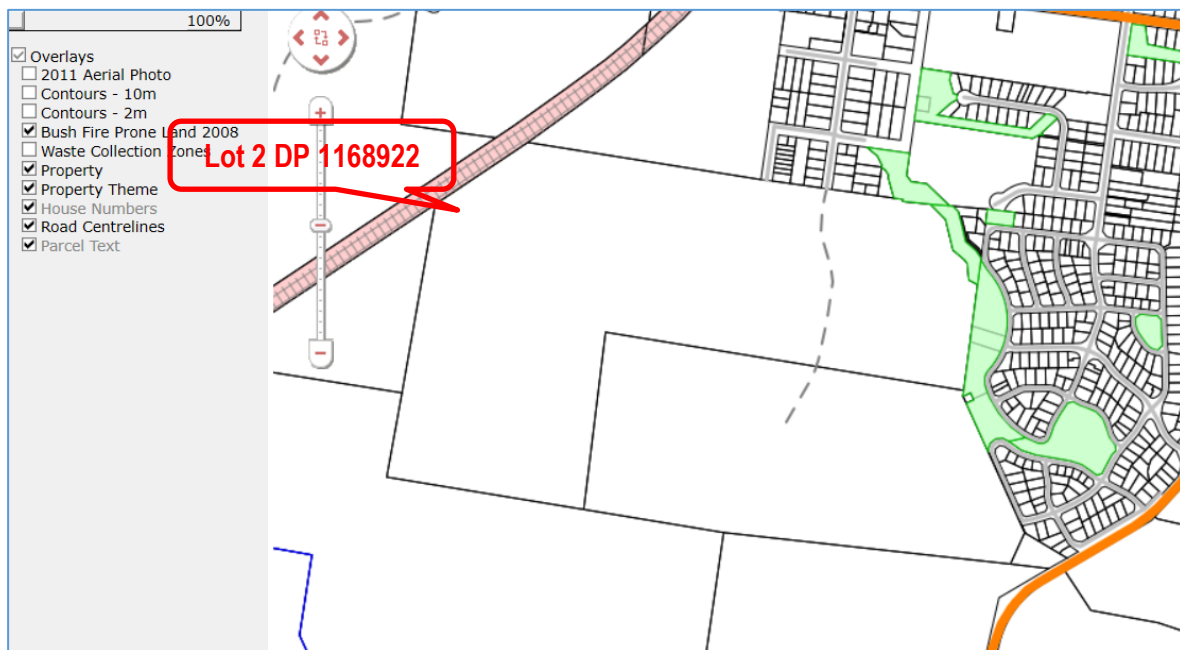 100%
Overlays
2011 Aerial Photo
Contours - 10m
Contours - 2m
Bush Fire Prone Land 2008
Waste Collection Zones
Lot 2 DP 1168922
Property
Property Theme
House Numbers
Road Centrelines
Parcel Text